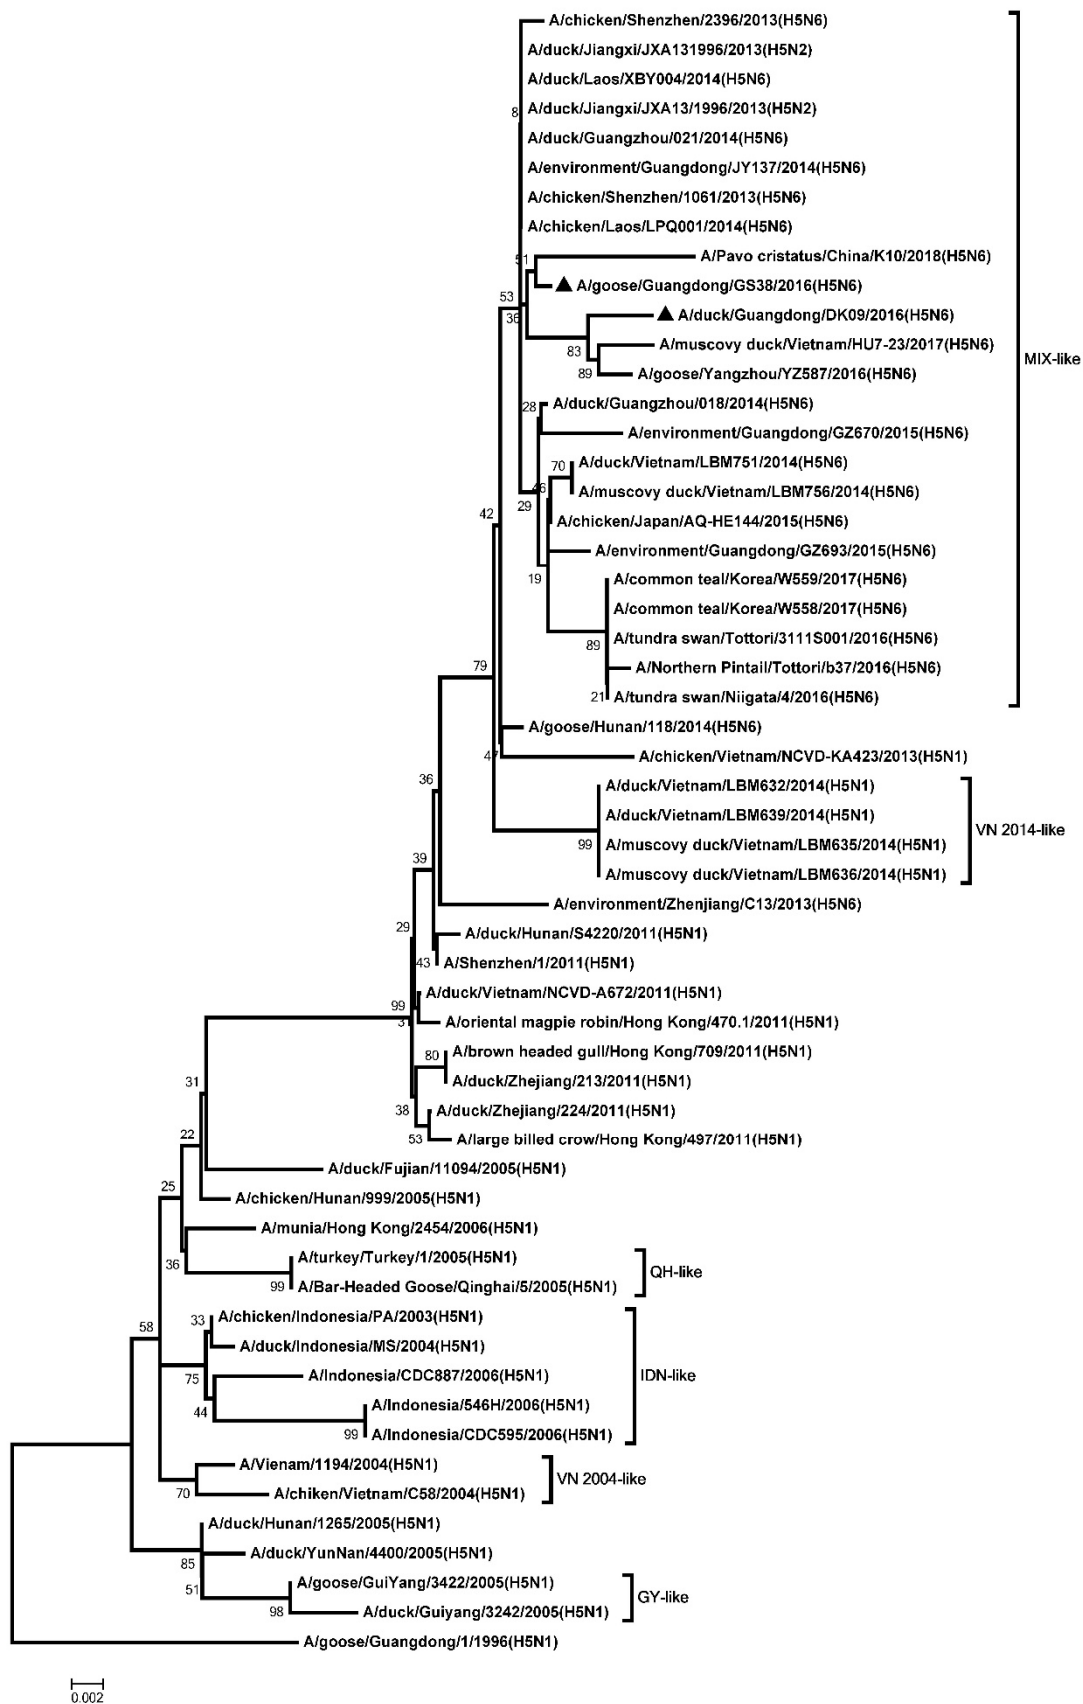 A/chicken/Shenzhen/2396/2013(H5N6)
A/duck/Jiangxi/JXA131996/2013(H5N2)
A/duck/Laos/XBY004/2014(H5N6)
A/duck/Jiangxi/JXA13/1996/2013(H5N2)
8
A/duck/Guangzhou/021/2014(H5N6)
A/environment/Guangdong/JY137/2014(H5N6)
A/chicken/Shenzhen/1061/2013(H5N6)
A/chicken/Laos/LPQ001/2014(H5N6)
51 A/Pavo cristatus/China/K10/2018(H5N6)
A/goose/Guangdong/GS38/2016(H5N6)
53
36 A/duck/Guangdong/DK09/2016(H5N6)
83 A/muscovy duck/Vietnam/HU7-23/2017(H5N6)
MIX-like
89 A/goose/Yangzhou/YZ587/2016(H5N6)
28 A/duck/Guangzhou/018/2014(H5N6)
A/environment/Guangdong/GZ670/2015(H5N6)
70 A/duck/Vietnam/LBM751/2014(H5N6)
46 A/muscovy duck/Vietnam/LBM756/2014(H5N6)
29
42 A/chicken/Japan/AQ-HE144/2015(H5N6)
A/environment/Guangdong/GZ693/2015(H5N6)
19 A/common teal/Korea/W559/2017(H5N6)
A/common teal/Korea/W558/2017(H5N6)
89 A/tundra swan/Tottori/3111S001/2016(H5N6)
79 A/Northern Pintail/Tottori/b37/2016(H5N6)
21 A/tundra swan/Niigata/4/2016(H5N6)
A/goose/Hunan/118/2014(H5N6)
47 A/chicken/Vietnam/NCVD-KA423/2013(H5N1)
36 A/duck/Vietnam/LBM632/2014(H5N1)
A/duck/Vietnam/LBM639/2014(H5N1)
VN 2014-like
99 A/muscovy duck/Vietnam/LBM635/2014(H5N1)
39 A/muscovy duck/Vietnam/LBM636/2014(H5N1)
A/environment/Zhenjiang/C13/2013(H5N6)
29 A/duck/Hunan/S4220/2011(H5N1)
43 A/Shenzhen/1/2011(H5N1)
A/duck/Vietnam/NCVD-A672/2011(H5N1)
99
31 A/oriental magpie robin/Hong Kong/470.1/2011(H5N1)
80 A/brown headed gull/Hong Kong/709/2011(H5N1)
31 A/duck/Zhejiang/213/2011(H5N1)
38 A/duck/Zhejiang/224/2011(H5N1)
22 53 A/large billed crow/Hong Kong/497/2011(H5N1)
A/duck/Fujian/11094/2005(H5N1)
25 A/chicken/Hunan/999/2005(H5N1)
A/munia/Hong Kong/2454/2006(H5N1)
36 A/turkey/Turkey/1/2005(H5N1)
QH-like
99 A/Bar-Headed Goose/Qinghai/5/2005(H5N1)
33 A/chicken/Indonesia/PA/2003(H5N1)
58 A/duck/Indonesia/MS/2004(H5N1)
75 A/Indonesia/CDC887/2006(H5N1) IDN-like
44 A/Indonesia/546H/2006(H5N1)
99 A/Indonesia/CDC595/2006(H5N1)
A/Vienam/1194/2004(H5N1)
VN 2004-like
70 A/chiken/Vietnam/C58/2004(H5N1)
A/duck/Hunan/1265/2005(H5N1)
85 A/duck/YunNan/4400/2005(H5N1)
51 A/goose/GuiYang/3422/2005(H5N1)
GY-like
98 A/duck/Guiyang/3242/2005(H5N1)
A/goose/Guangdong/1/1996(H5N1)
0.002